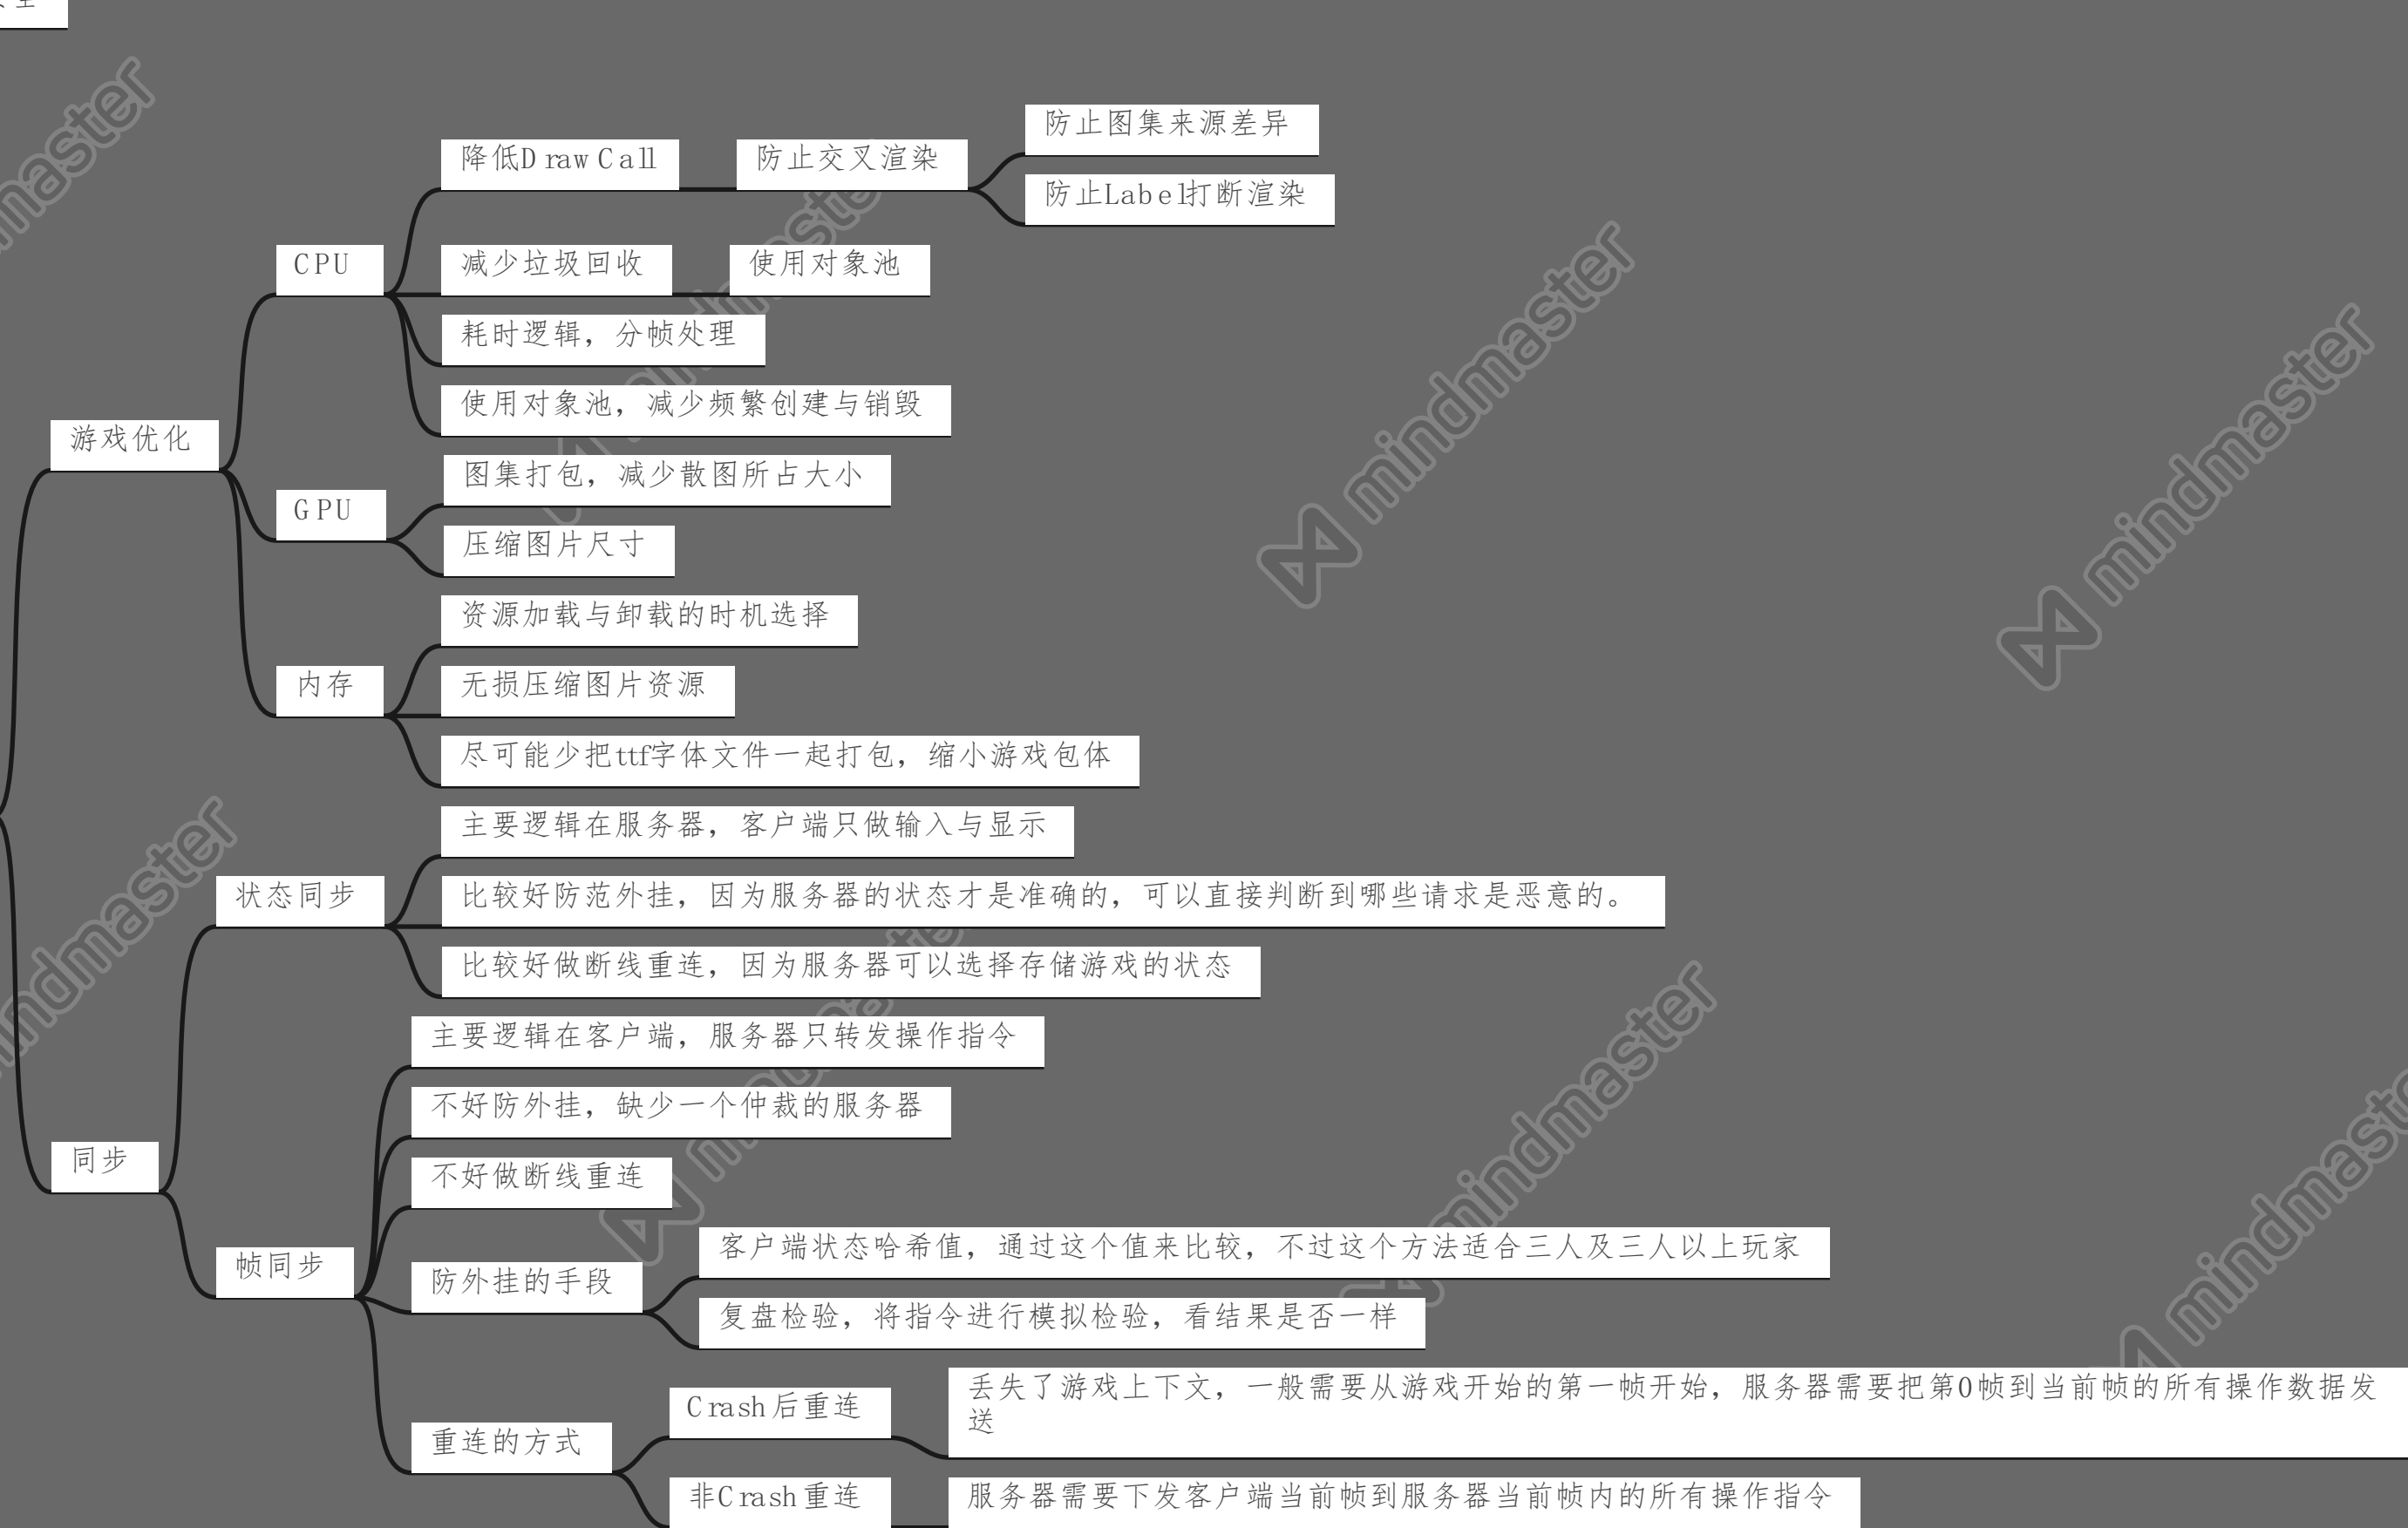 防止图集来源差异
降低DrawCall
防止交叉渲染
防止Label打断渲染
CPU
减少垃圾回收
使用对象池
耗时逻辑，分帧处理
使用对象池，减少频繁创建与销毁
游戏优化
图集打包，减少散图所占大小
GPU
压缩图片尺寸
资源加载与卸载的时机选择
内存
无损压缩图片资源
尽可能少把ttf字体文件一起打包，缩小游戏包体
主要逻辑在服务器，客户端只做输入与显示
状态同步
比较好防范外挂，因为服务器的状态才是准确的，可以直接判断到哪些请求是恶意的。
比较好做断线重连，因为服务器可以选择存储游戏的状态
主要逻辑在客户端，服务器只转发操作指令
不好防外挂，缺少一个仲裁的服务器
同步
不好做断线重连
帧同步
客户端状态哈希值，通过这个值来比较，不过这个方法适合三人及三人以上玩家
防外挂的手段
复盘检验，将指令进行模拟检验，看结果是否一样
丢失了游戏上下文，一般需要从游戏开始的第一帧开始，服务器需要把第0帧到当前帧的所有操作数据发
送
Crash后重连
重连的方式
非Crash重连
服务器需要下发客户端当前帧到服务器当前帧内的所有操作指令
mindmaster
mindmaster
mindmaster
mindmaster